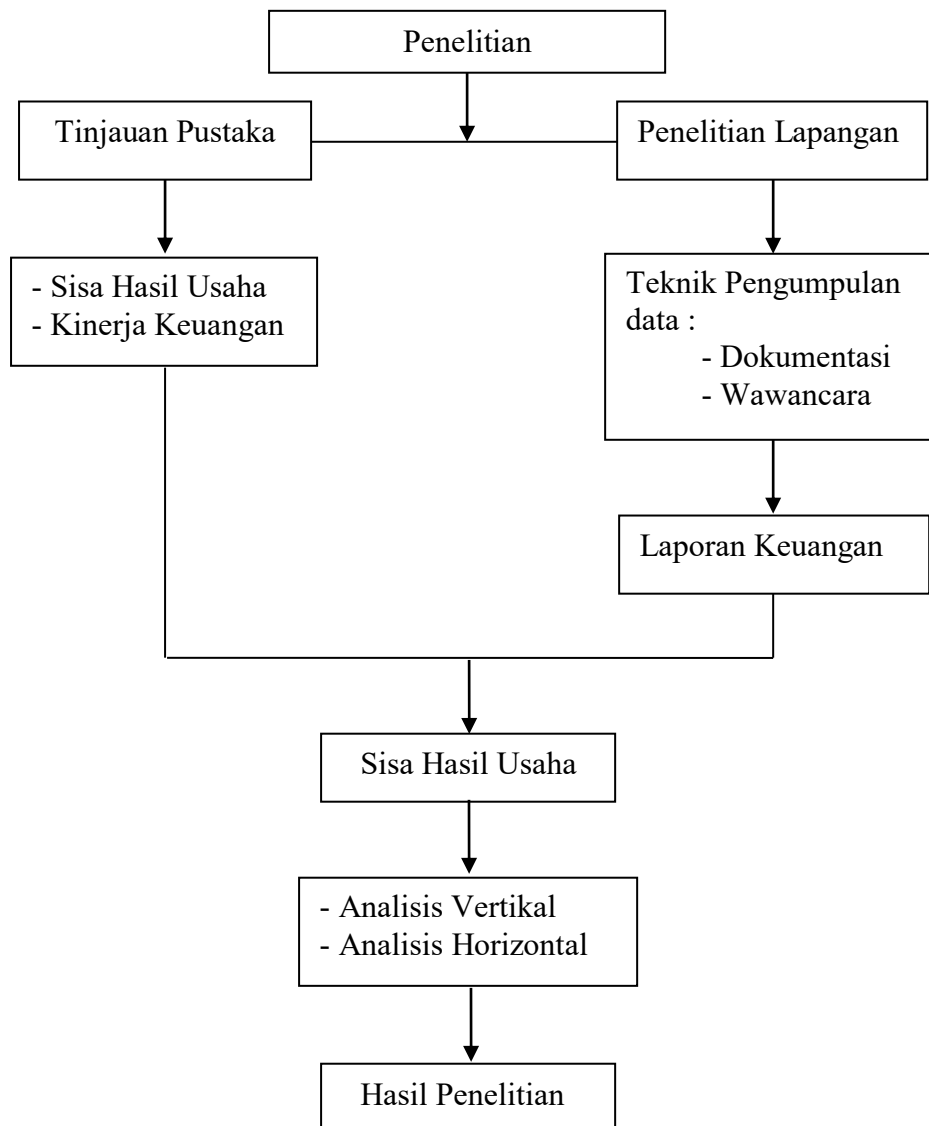 Penelitian
Tinjauan Pustaka
Penelitian Lapangan
- Sisa Hasil Usaha
- Kinerja Keuangan
Teknik Pengumpulan
data :
- Dokumentasi
- Wawancara
Laporan Keuangan
Sisa Hasil Usaha
- Analisis Vertikal
- Analisis Horizontal
Hasil Penelitian